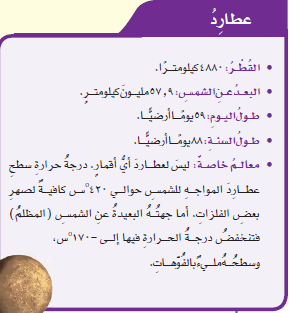 عطارِدُ
• القُطْرُ: ٤٨٨٠ كيلومترًا.
• البعدُ عنِ الشمسِ: ٥٧,٩ مليونَ كيلومترٍ.
• طولُ اليومِ: ٥٩ يومًا أرضيًّا.
• طولُ السنةِ: ٨٨ يومًا أرضيًّا.
• معالمُ خاصةٌ: ليسَ لعطاردَ أيُّ أقمارٍ. درجةُ حرارةِ سطحِ
عطاردَ المواجهِ للشمسِ حوالي ٤٢٠°س كافيةٌ لصهرِ
بعضِ الفلزاتِ. أما جهتُهُ البعيدةُ عنِ الشمسِ (المظلمُ)
فتنخفضُ درجةُ الحرارةِ فيها إلى -١٧٠°س،
وسطحُهُ مليءٌ بالفُوَّهاتِ.